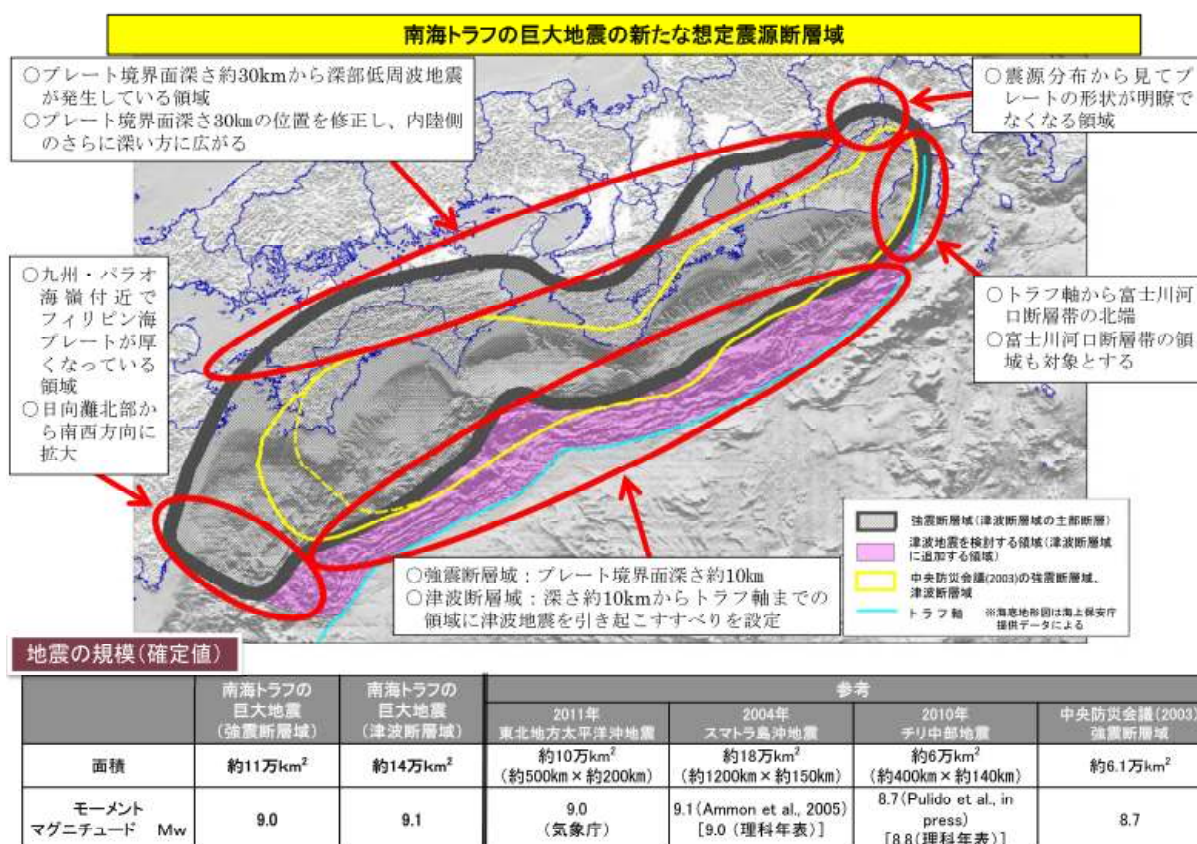 南海トラフの巨大地震の新たな想定震源断層域
○プレート境界面深さ約30kmから深部低周波地震
が発生している領域
○プレート境界面深さ30kmの位置を修正し、内陸側
のさらに深い方に広がる
○震源分布から見てプ
レートの形状が明瞭で
なくなる領域
○九州・パラオ
海嶺付近で
フィリピン海
プレートが厚
くなっている
領域
○日向灘北部か
ら南西方向に
拡大
○トラフ軸から富士川河
口断層帯の北端
○富士川河口断層帯の領
域も対象とする
○強震断層域：プレート境界面深さ約10km
○津波断層域：深さ約10kmからトラフ軸までの
領域に津波地震を引き起こすすべりを設定
強震断層域(津波断層域の主部断層)
津波地震を検討する領域(津波断層域
に追加する領域)
中央防災会議(2003)の強震断層域、
津波断層域
トラフ軸 ※海底地形図は海上保安庁
提供データによる
地震の規模(確定値)
南海トラフの
巨大地震
(強震断層域)
南海トラフの
巨大地震
(津波断層域)
参考
2011年
東北地方太平洋沖地震
2004年
スマトラ島沖地震
2010年
チリ中部地震
中央防災会議(2003)
強震断層域
面積
約11万km²
約14万km²
約10万km²
(約500km×約200km)
約18万km²
(約1200km×約150km)
約6万km²
(約400km×約140km)
約6.1万km²
モーメント
マグニチュード Mw
9.0
9.1
9.0
(気象庁)
9.1(Ammon et al., 2005)
[9.0 (理科年表)]
8.7(Pulido et al., in
press)
[8.8(理科年表)]
8.7